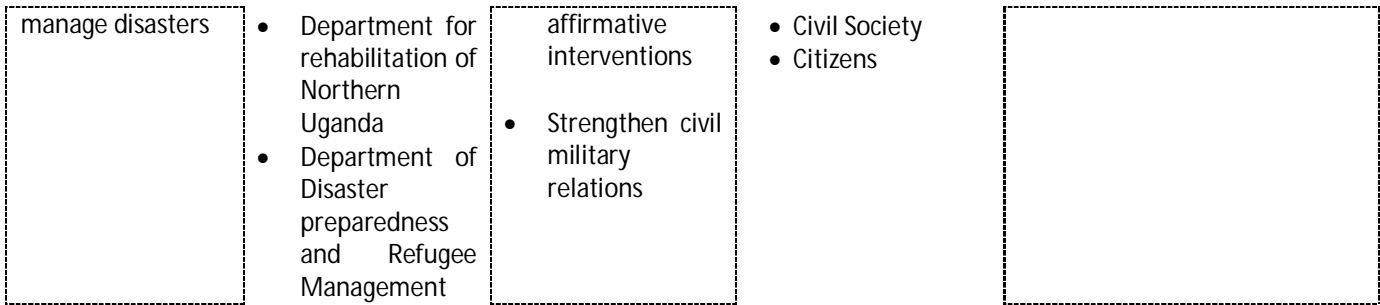 manage disasters
• Department for
rehabilitation of
Northern
Uganda
• Department of
Disaster
preparedness
and Refugee
Management
affirmative
interventions
• Strengthen civil
military
relations
• Civil Society
• Citizens